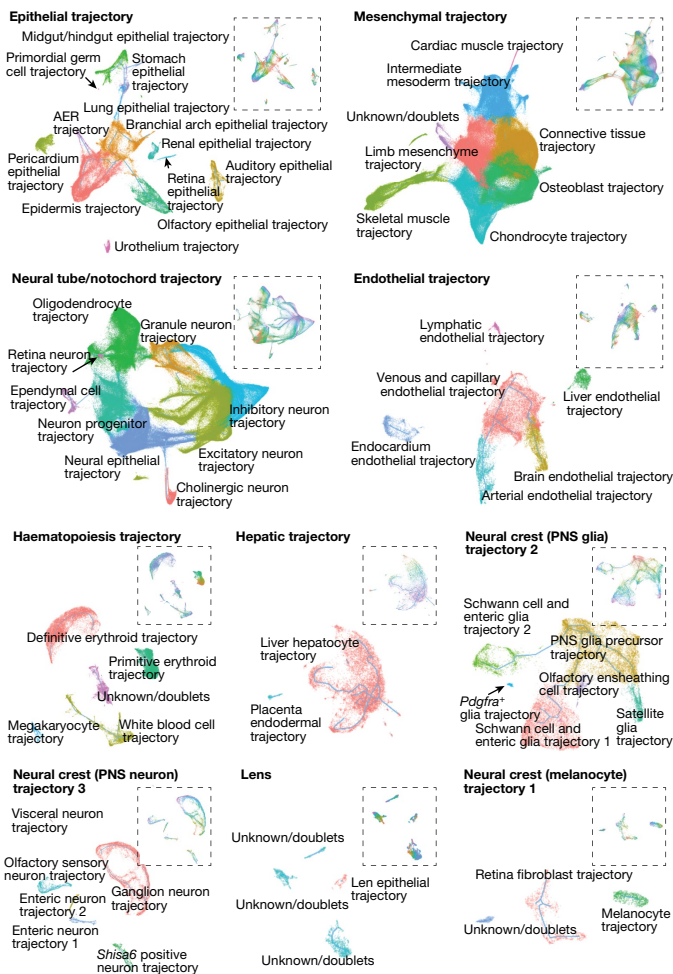 Epithelial trajectory
Midgut/hindgut epithelial trajectory
Primordial germ
cell trajectory
Stomach
epithelial
trajectory
Lung epithelial trajectory
AER
trajectory
Branchial arch epithelial trajectory
Renal epithelial trajectory
Pericardium
epithelial
trajectory
Auditory epithelial
trajectory
Retina
epithelial
trajectory
Epidermis trajectory
Olfactory epithelial trajectory
Urothelium trajectory
Mesenchymal trajectory
Cardiac muscle trajectory
Intermediate
mesoderm trajectory
Unknown/doublets
Connective tissue
trajectory
Limb mesenchyme
trajectory
Osteoblast trajectory
Skeletal muscle
trajectory
Chondrocyte trajectory
Neural tube/notochord trajectory
Oligodendrocyte
trajectory
Granule neuron
trajectory
Retina neuron
trajectory
Ependymal cell
trajectory
Inhibitory neuron
trajectory
Neuron progenitor
trajectory
Neural epithelial
trajectory
Excitatory neuron
trajectory
Cholinergic neuron
trajectory
Endothelial trajectory
Lymphatic
endothelial trajectory
Venous and capillary
endothelial trajectory
Liver endothelial
trajectory
Endocardium
endothelial trajectory
Brain endothelial trajectory
Arterial endothelial trajectory
Haematopoiesis trajectory
Definitive erythroid trajectory
Primitive erythroid
trajectory
Unknown/doublets
Megakaryocyte
trajectory
White blood cell
trajectory
Hepatic trajectory
Liver hepatocyte
trajectory
Placenta
endodermal
trajectory
Neural crest (PNS glia)
trajectory 2
Schwann cell and
enteric glia
trajectory 2
PNS glia precursor
trajectory
Olfactory ensheathing
cell trajectory
Pdgfra+
glia trajectory
Schwann cell and
enteric glia trajectory 1
Satellite
glia
trajectory
Neural crest (PNS neuron)
trajectory 3
Visceral neuron
trajectory
Olfactory sensory
neuron trajectory
Ganglion neuron
trajectory
Enteric neuron
trajectory 2
Enteric neuron
trajectory 1
Shisa6 positive
neuron trajectory
Lens
Unknown/doublets
Len epithelial
trajectory
Unknown/doublets
Unknown/doublets
Neural crest (melanocyte)
trajectory 1
Retina fibroblast trajectory
Melanocyte
trajectory
Unknown/doublets